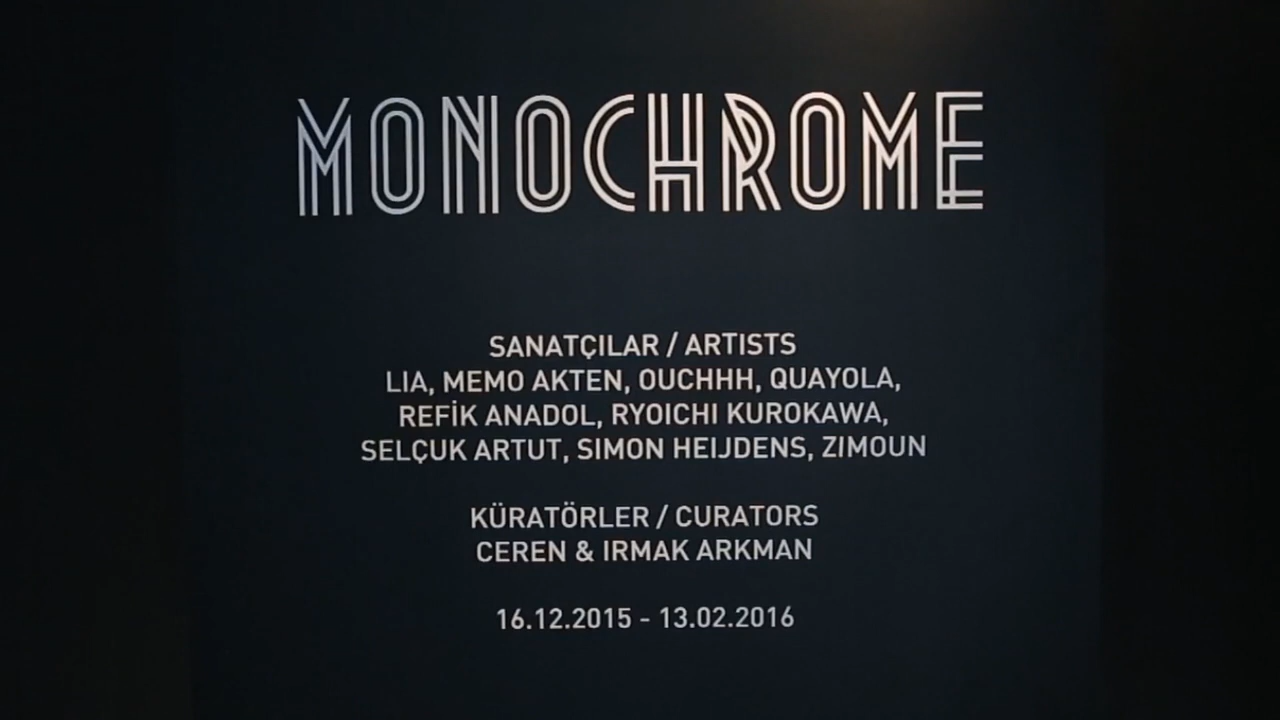 MONOCHROME
SANATÇILAR / ARTISTS
LIA, MEMO AKTEN, OUCHHH, QUAYOLA,
REFİK ANADOL, RYOICHI KUROKAWA,
SELÇUK ARTUT, SIMON HEIJDENS, ZIMOUN
KÜRATÖRLER / CURATORS
CEREN & IRMAK ARKMAN
16.12.2015 - 13.02.2016